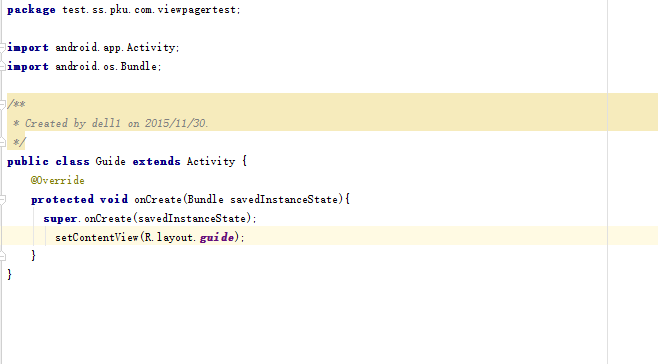 package test.ss.pku.com.viewpagertest;
import android.app.Activity;
import android.os.Bundle;
/**
* Created by dell1 on 2015/11/30.
*/
public class Guide extends Activity {
@Override
protected void onCreate(Bundle savedInstanceState){
super.onCreate(savedInstanceState);
setContentView(R.layout.guide);
}
}